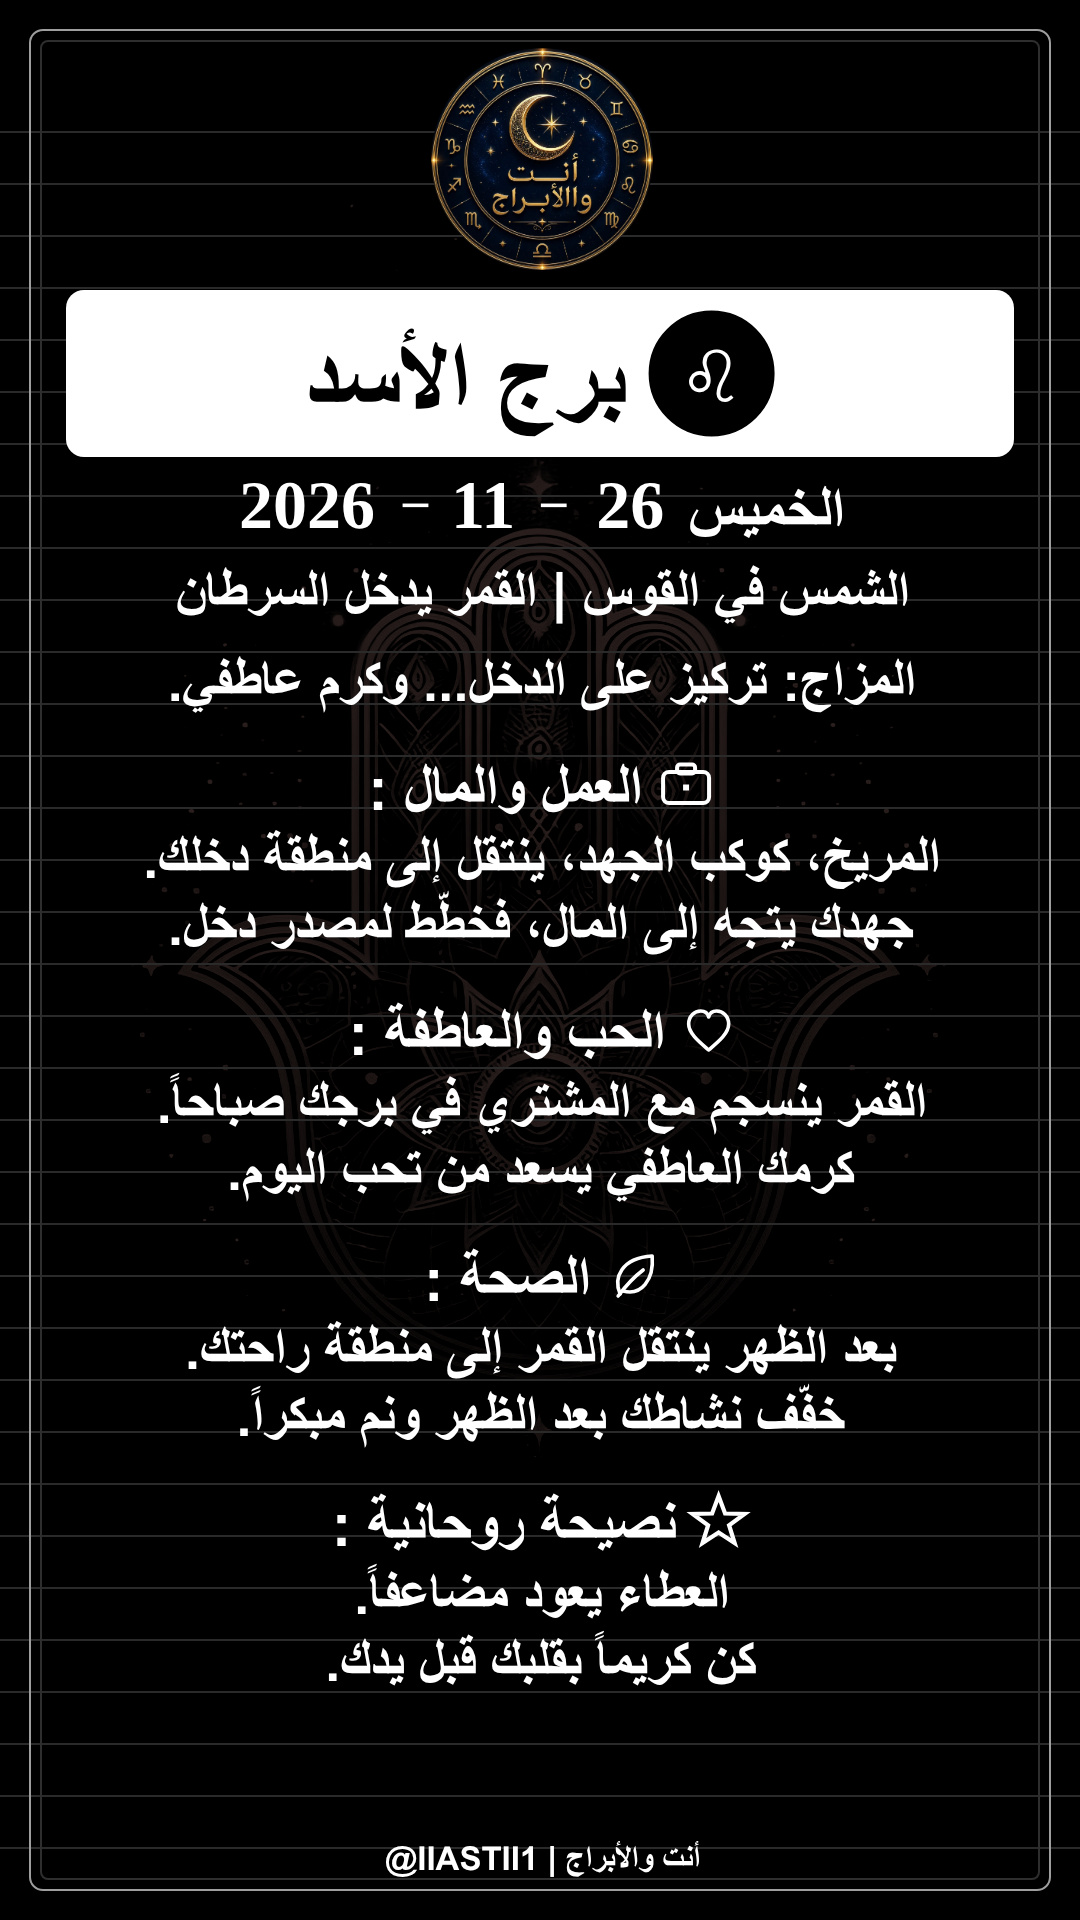 أنت
والأبراج
برج الأسد
الخميس 26 - 11 - 2026
الشمس في القوس | القمر يدخل السرطان
المزاج: تركيز على الدخل... وكرم عاطفي.
العمل والمال :
المريخ، كوكب الجهد، ينتقل إلى منطقة دخلك.
جهدك يتجه إلى المال، فخطّط لمصدر دخل.
الحب والعاطفة :
القمر ينسجم مع المشتري في برجك صباحاً.
كرمك العاطفي يسعد من تحب اليوم.
الصحة :
بعد الظهر ينتقل القمر إلى منطقة راحتك.
خفّف نشاطك بعد الظهر ونم مبكراً.
نصيحة روحانية :
العطاء يعود مضاعفاً.
كن كريماً بقلبك قبل يدك.
أنت والأبراج | @IIASTII1